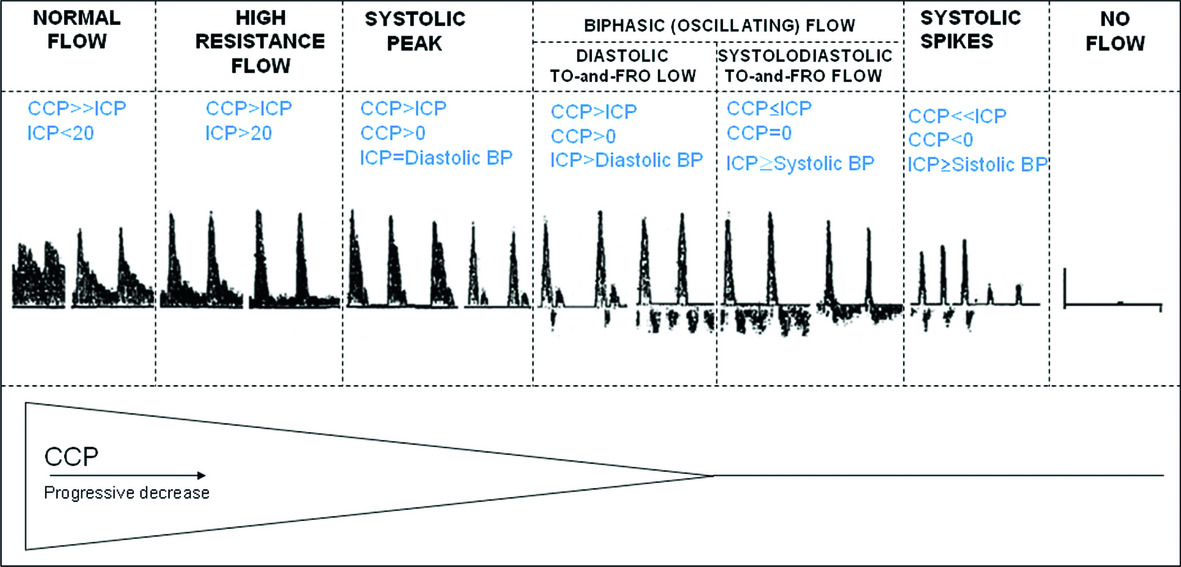 NORMAL
FLOW
HIGH
RESISTANCE
FLOW
SYSTOLIC
PEAK
BIPHASIC (OSCILLATING) FLOW
DIASTOLIC
TO-and-FRO LOW
SYSTOLODIASTOLIC
TO-and-FRO FLOW
SYSTOLIC
SPIKES
NO
FLOW
CCP>>ICP
ICP<20
CCP>ICP
ICP>20
CCP>ICP
CCP>0
ICP=Diastolic BP
CCP>ICP
CCP>0
ICP>Diastolic BP
CCP≤ICP
CCP=0
ICP≥Systolic BP
CCP<<ICP
CCP<0
ICP≥Sistolic BP
CCP
Progressive decrease